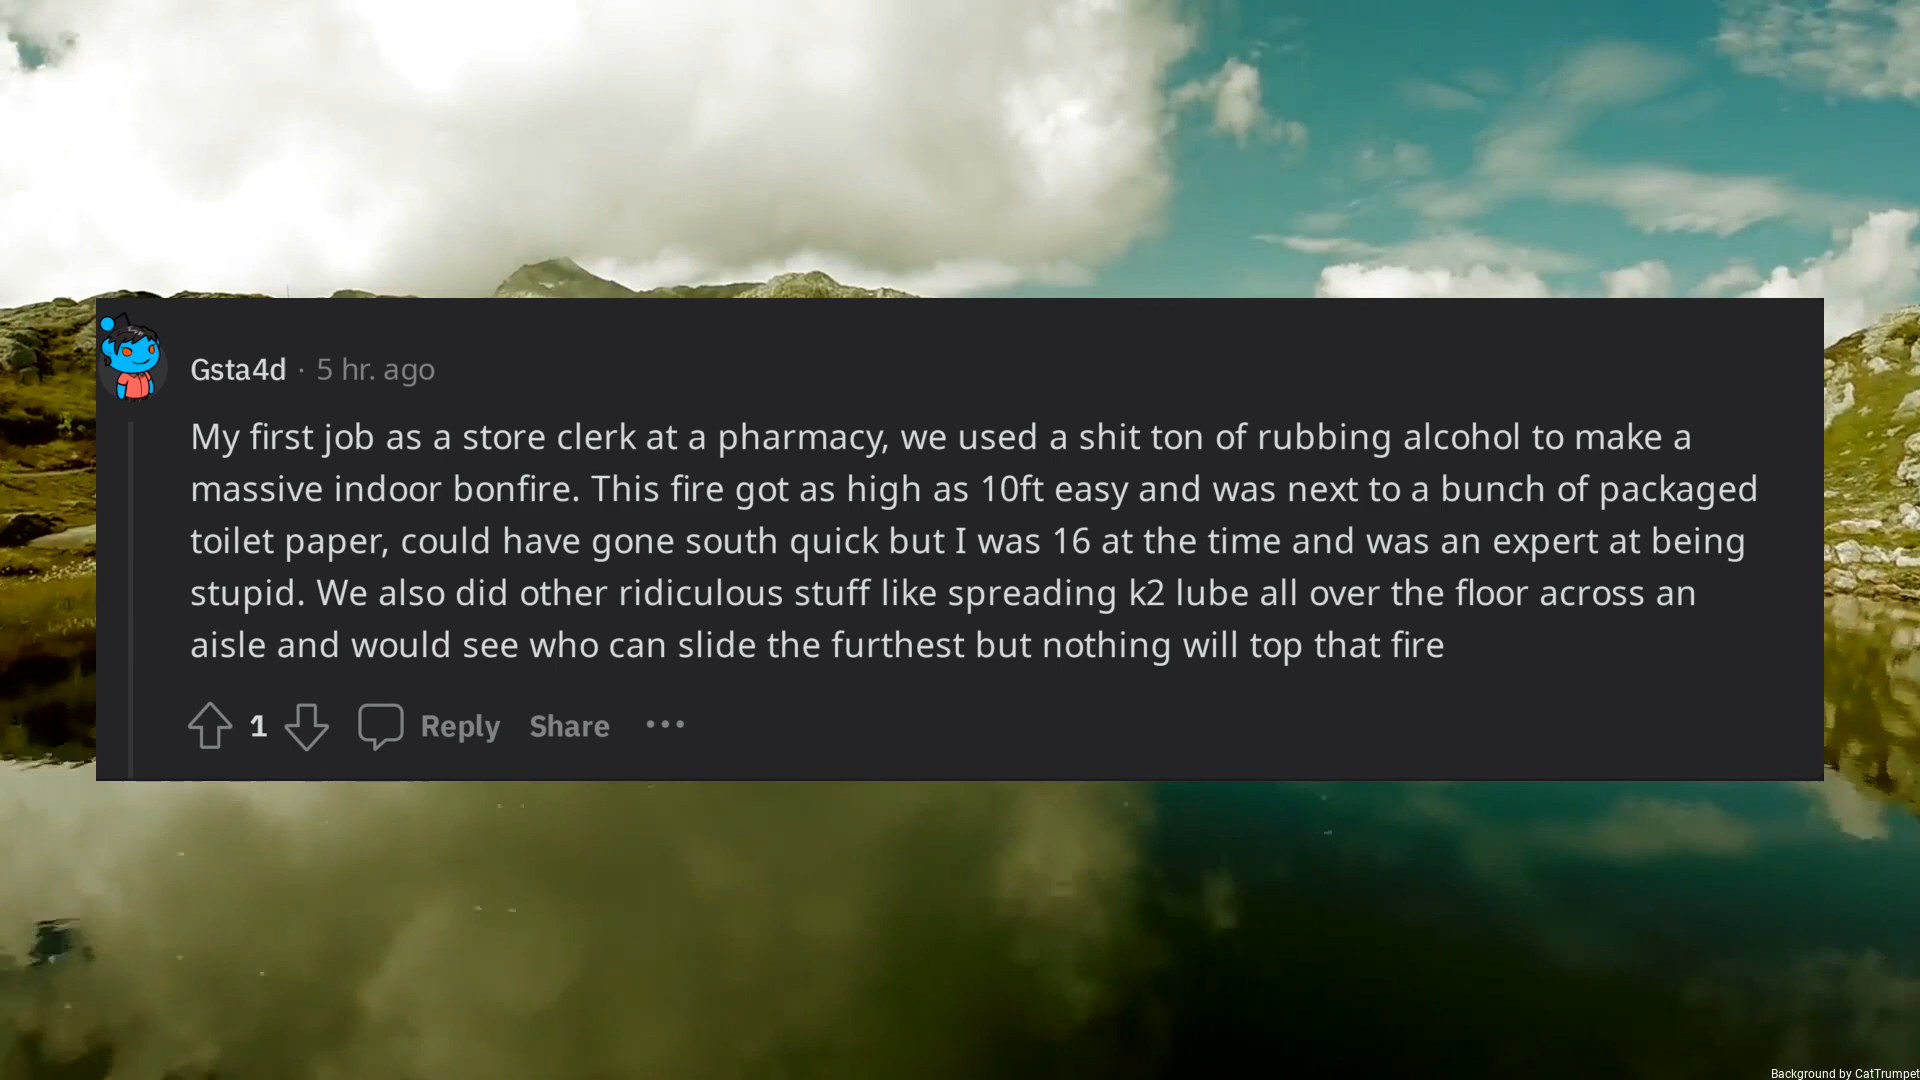 Gsta4d · 5 hr. ago
My first job as a store clerk at a pharmacy, we used a shit ton of rubbing alcohol to make a
massive indoor bonfire. This fire got as high as 10ft easy and was next to a bunch of packaged
toilet paper, could have gone south quick but I was 16 at the time and was an expert at being
stupid. We also did other ridiculous stuff like spreading k2 lube all over the floor across an
aisle and would see who can slide the furthest but nothing will top that fire
1 Reply Share ···
Background by CatTrumpet